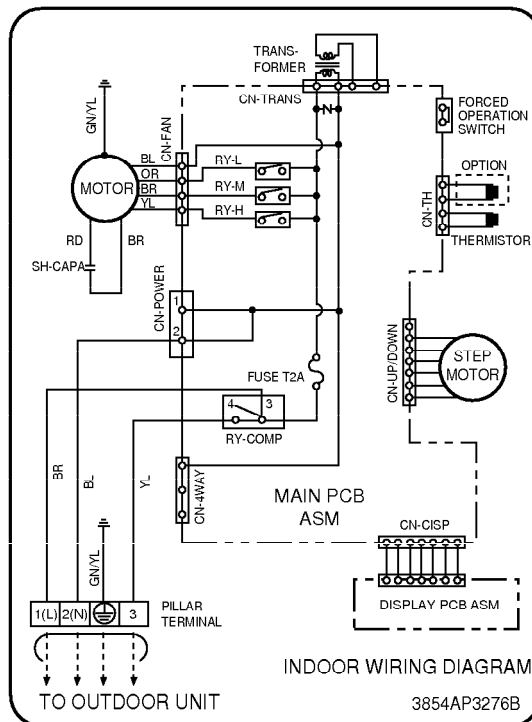 TRANS-
FORMER
CN-TRANS
FORCED
OPERATION
SWITCH
GN/YL
CN-FAN
BL
OR
BR
YL
MOTOR
RY-L
RY-M
RY-H
OPTION
CN-TH
THERMISTOR
RD
BR
SH-CAPA
CN-POWER
1
2
CN-UP/DOWN
STEP
MOTOR
FUSE T2A
4
3
RY-COMP
BR
BL
YL
CN-4WAY
MAIN PCB
ASM
GN/YL
CN-CISP
1(L)
2(N)
3
PILLAR
TERMINAL
DISPLAY PCB ASM
INDOOR WIRING DIAGRAM
TO OUTDOOR UNIT
3854AP3276B